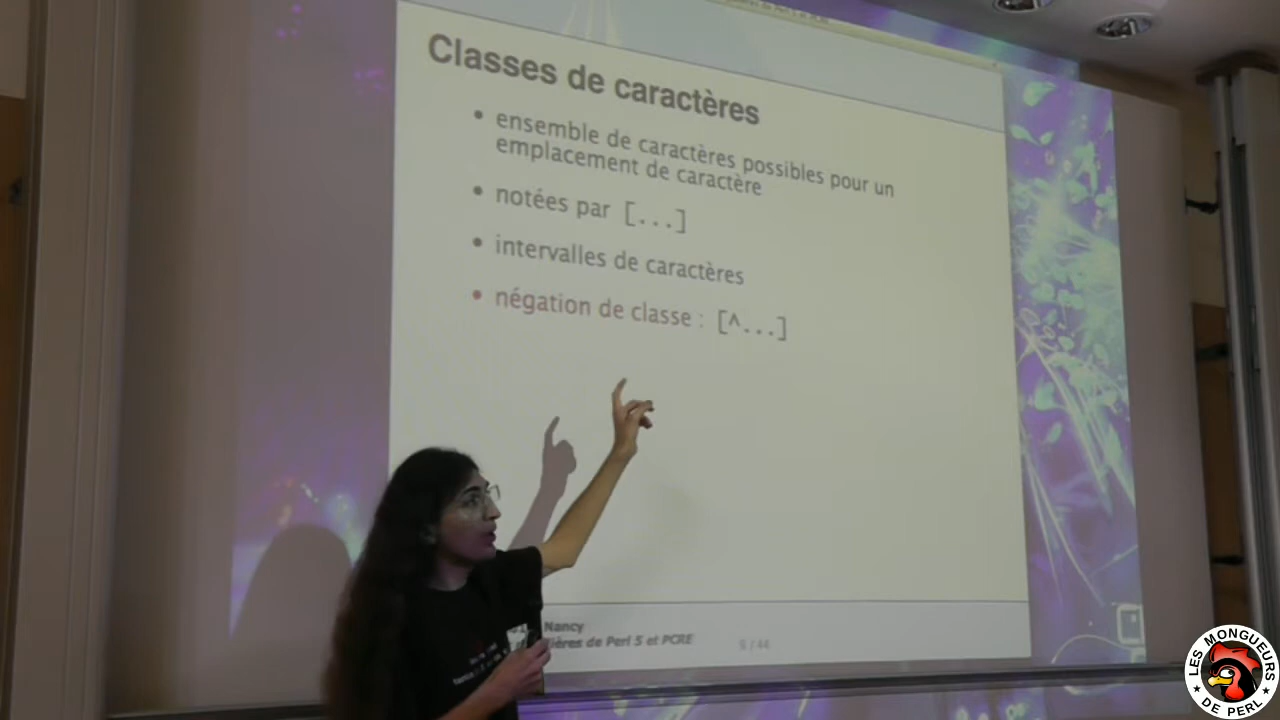 Classes de caractères
• ensemble de caractères possibles pour un
emplacement de caractère
• notées par [...]
• intervalles de caractères
• négation de classe : [^...]
Nancy
de Perl 5 et PCRE
/ 44
LES MONGUEURS
★ DE PERL ★